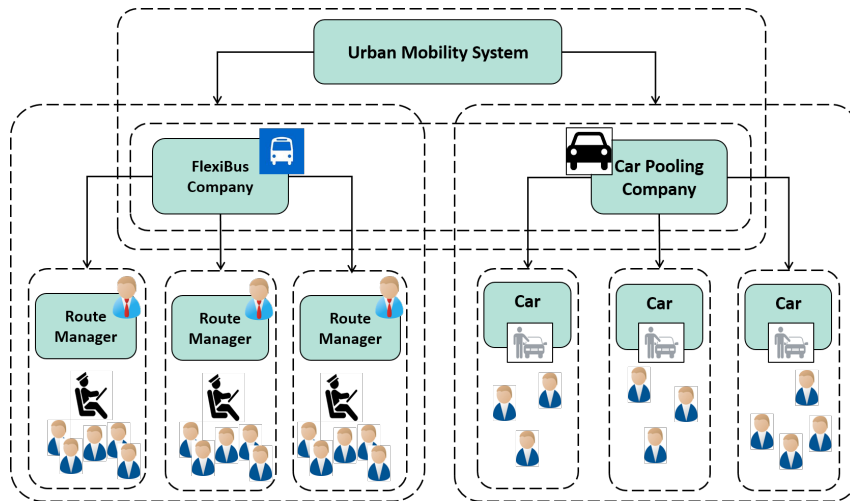 Urban Mobility System
FlexiBus
Company
Car Pooling
Company
Route
Manager
Route
Manager
Route
Manager
Car
Car
Car